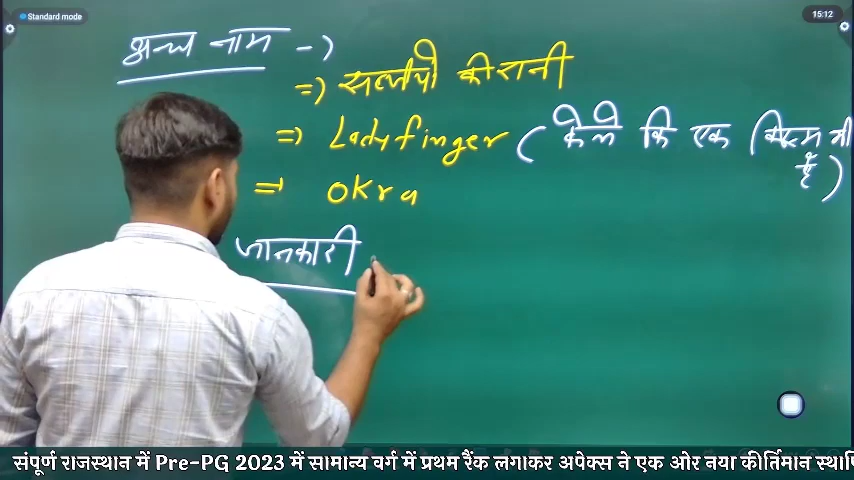 Standard mode
15:12
अन्य नाम →
⇒ सब्जीयो की रानी
⇒ Ladyfinger ( केले कि एक किस्म भी है )
⇒ Okra
जानकारी
संपूर्ण राजस्थान में Pre-PG 2023 में सामान्य वर्ग में प्रथम रैंक लगाकर अपेक्स ने एक ओर नया कीर्तिमान